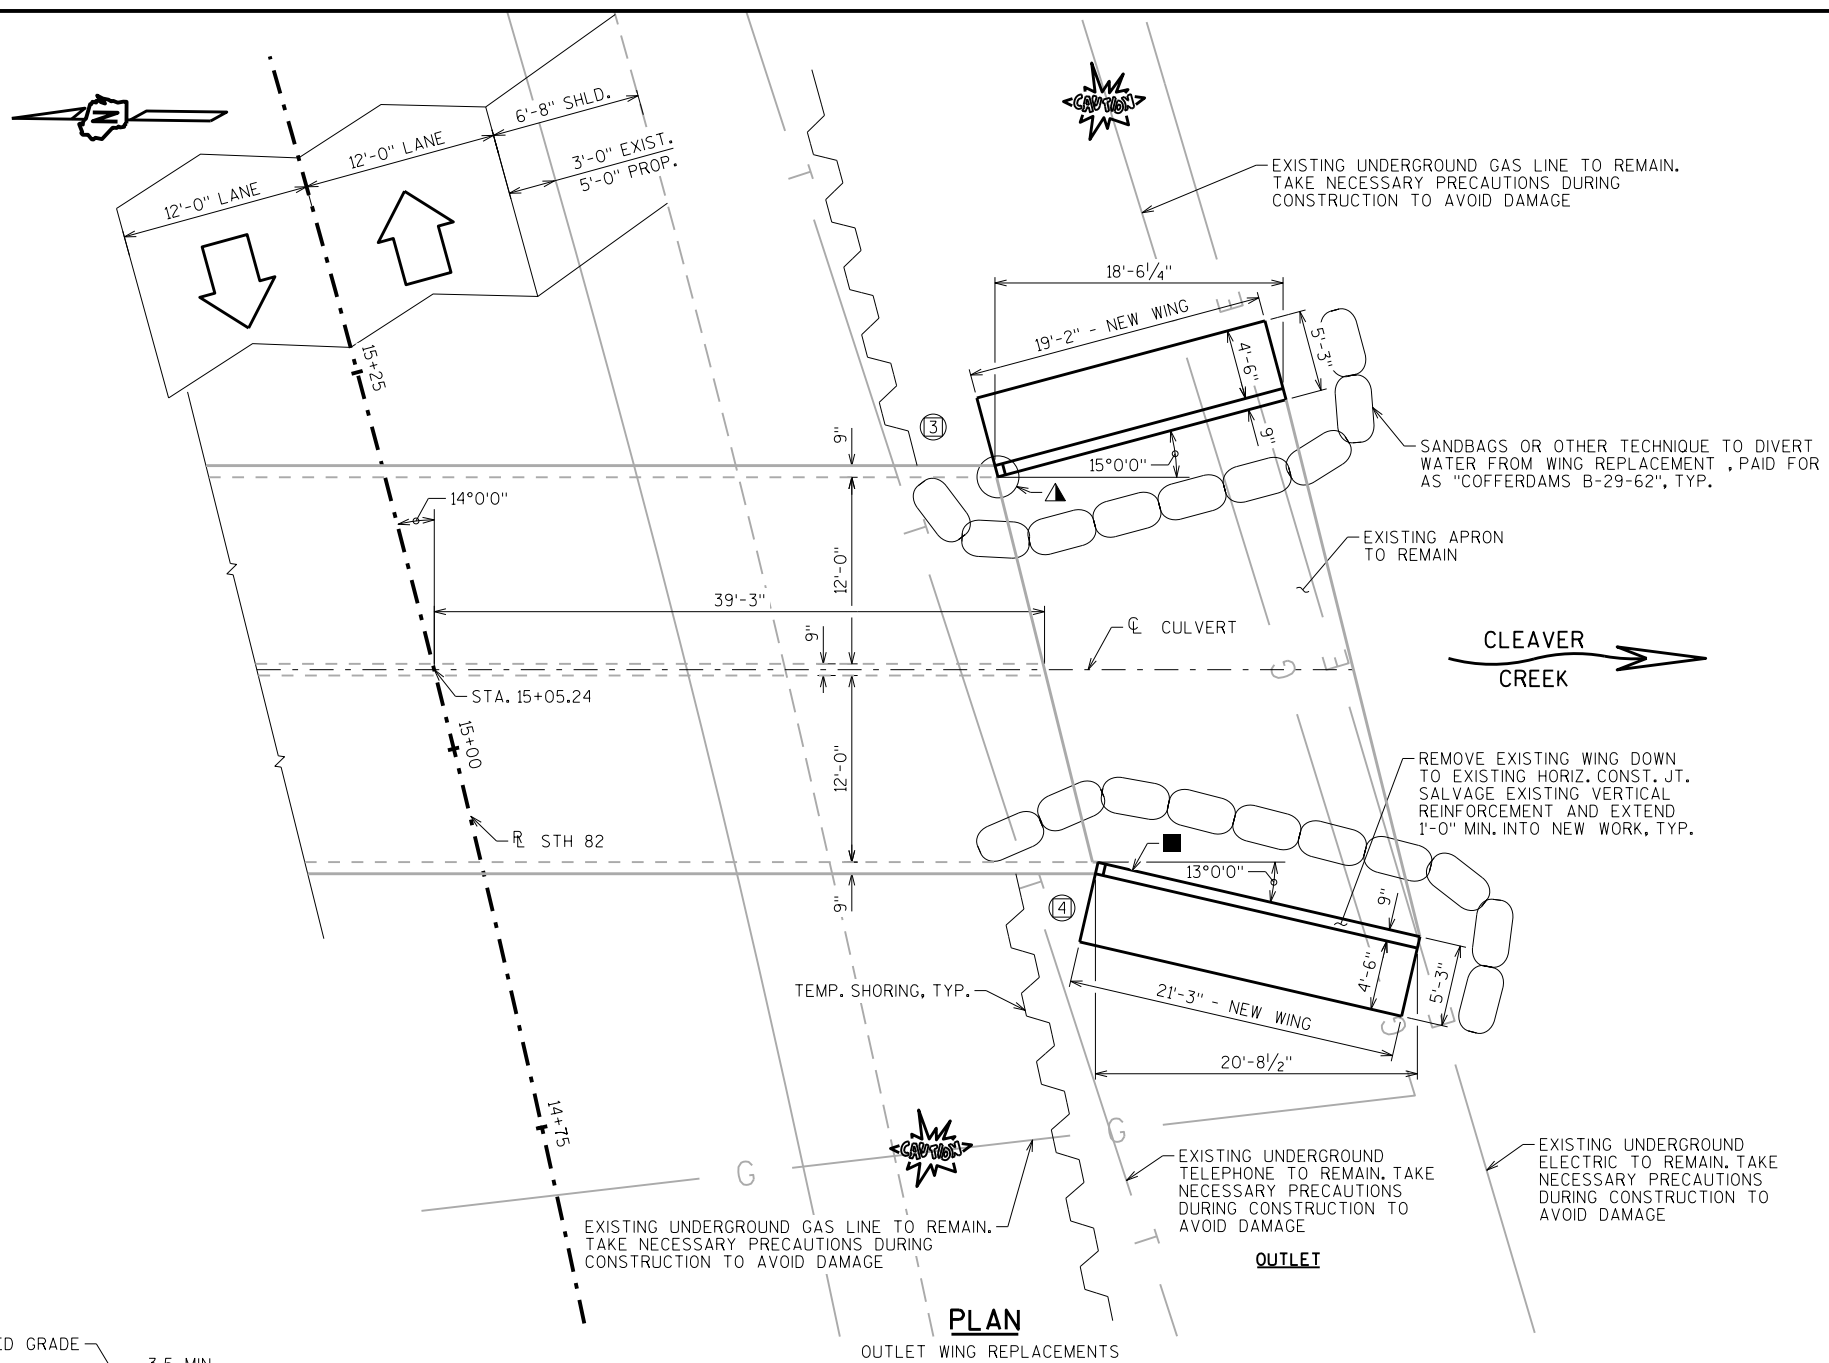 N
6'-8" SHLD.
12'-0" LANE
12'-0" LANE
3'-0" EXIST.
5'-0" PROP.
CAUTION
EXISTING UNDERGROUND GAS LINE TO REMAIN.
TAKE NECESSARY PRECAUTIONS DURING
CONSTRUCTION TO AVOID DAMAGE
T
E
18'-6 1/4"
19'-2" - NEW WING
4'-6"
5'-3"
9"
15°0'0"
15+25
3
9"
SANDBAGS OR OTHER TECHNIQUE TO DIVERT
WATER FROM WING REPLACEMENT , PAID FOR
AS "COFFERDAMS B-29-62", TYP.
14°0'0"
T
EXISTING APRON
TO REMAIN
12'-0"
39'-3"
9"
℄ CULVERT
G
E
CLEAVER
CREEK
STA. 15+05.24
15+00
12'-0"
REMOVE EXISTING WING DOWN
TO EXISTING HORIZ. CONST. JT.
SALVAGE EXISTING VERTICAL
REINFORCEMENT AND EXTEND
1'-0" MIN. INTO NEW WORK, TYP.
R STH 82
13°0'0"
9"
9"
T
4
4'-6"
5'-3"
TEMP. SHORING, TYP.
21'-3" - NEW WING
G
E
20'-8 1/2"
14+75
G
CAUTION
G
EXISTING UNDERGROUND GAS LINE TO REMAIN.
TAKE NECESSARY PRECAUTIONS DURING
CONSTRUCTION TO AVOID DAMAGE
EXISTING UNDERGROUND
TELEPHONE TO REMAIN. TAKE
NECESSARY PRECAUTIONS
DURING CONSTRUCTION TO
AVOID DAMAGE
T
EXISTING UNDERGROUND
ELECTRIC TO REMAIN. TAKE
NECESSARY PRECAUTIONS
DURING CONSTRUCTION TO
AVOID DAMAGE
OUTLET
PLAN
OUTLET WING REPLACEMENTS
ED GRADE